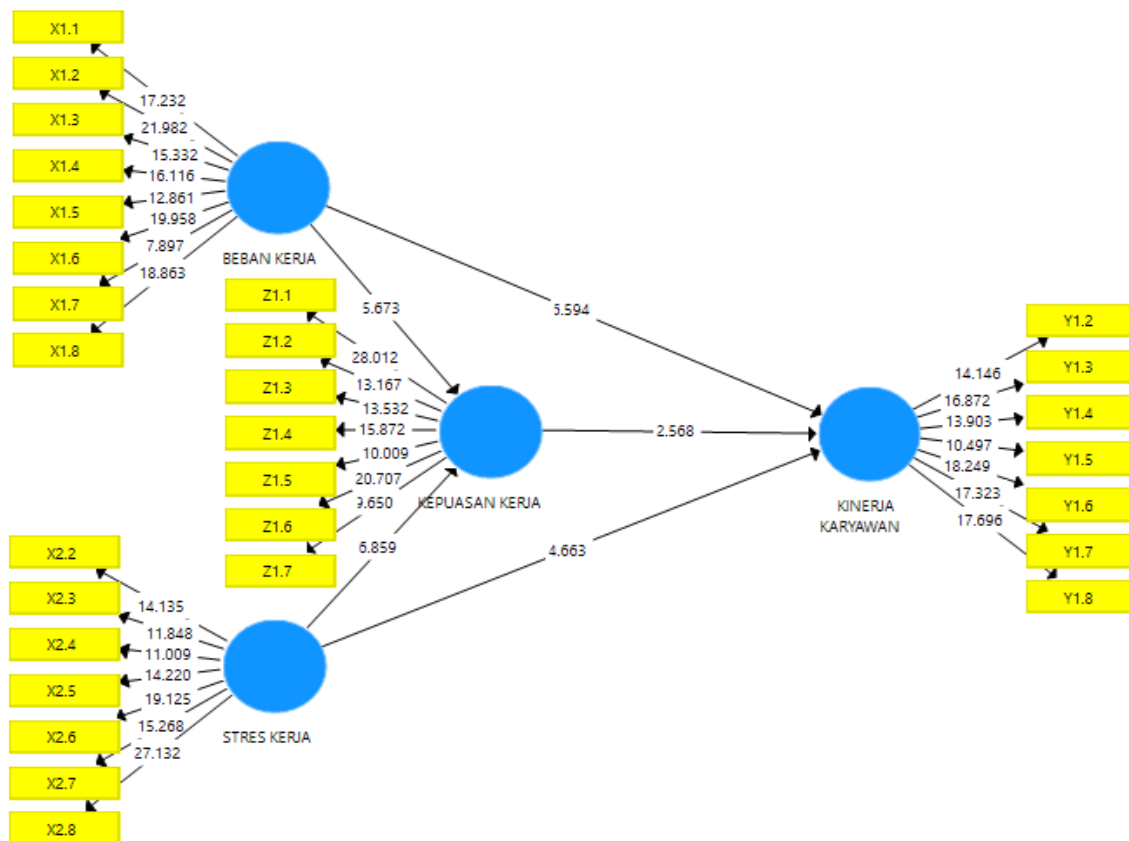 X1.1
X1.2
X1.3
X1.4
X1.5
X1.6
X1.7
X1.8
17.232
21.982
15.332
16.116
12.861
19.958
7.897
18.863
BEBAN KERJA
5.673
5.594
Z1.1
Z1.2
Z1.3
Z1.4
Z1.5
Z1.6
Z1.7
28.012
13.167
13.532
15.872
10.009
20.707
9.650
KEPUASAN KERJA
2.568
6.859
4.663
KINERJA
KARYAWAN
14.146
16.872
13.903
10.497
18.249
17.323
17.696
Y1.2
Y1.3
Y1.4
Y1.5
Y1.6
Y1.7
Y1.8
X2.2
X2.3
X2.4
X2.5
X2.6
X2.7
X2.8
14.135
11.848
11.009
14.220
19.125
15.268
27.132
STRES KERJA